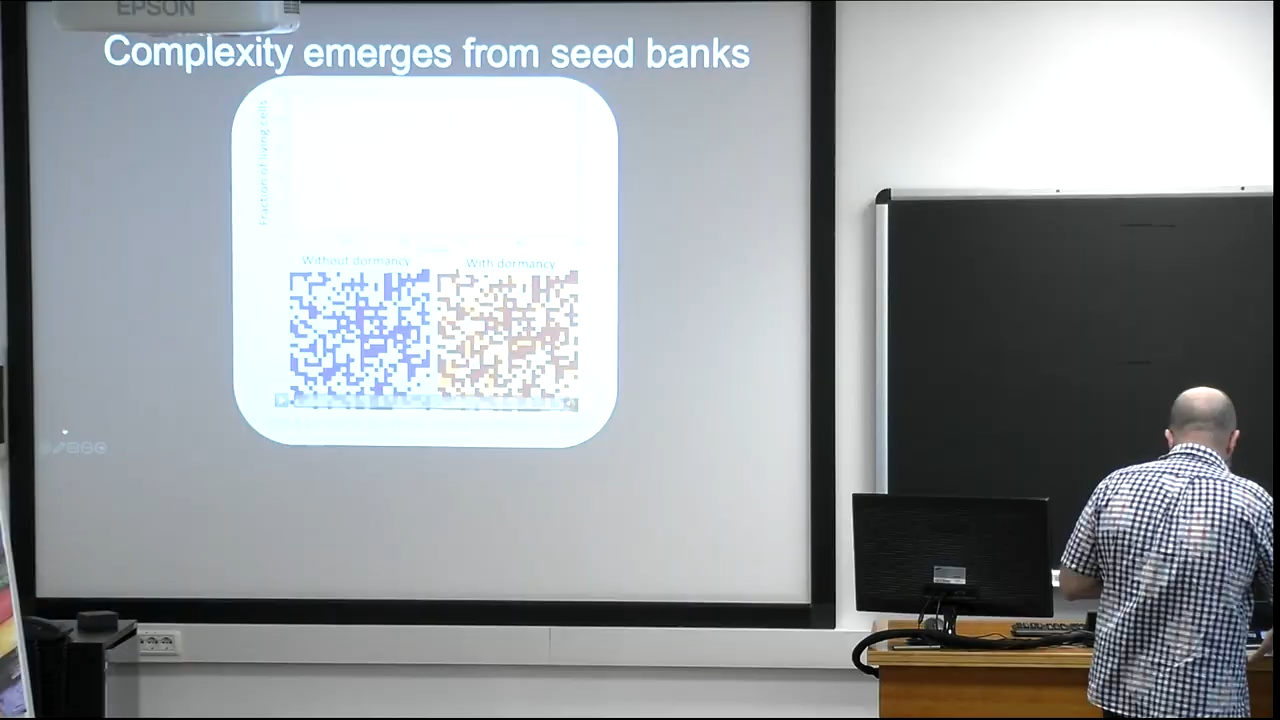 EPSON
Complexity emerges from seed banks
Fraction of living cells
Without dormancy
With dormancy